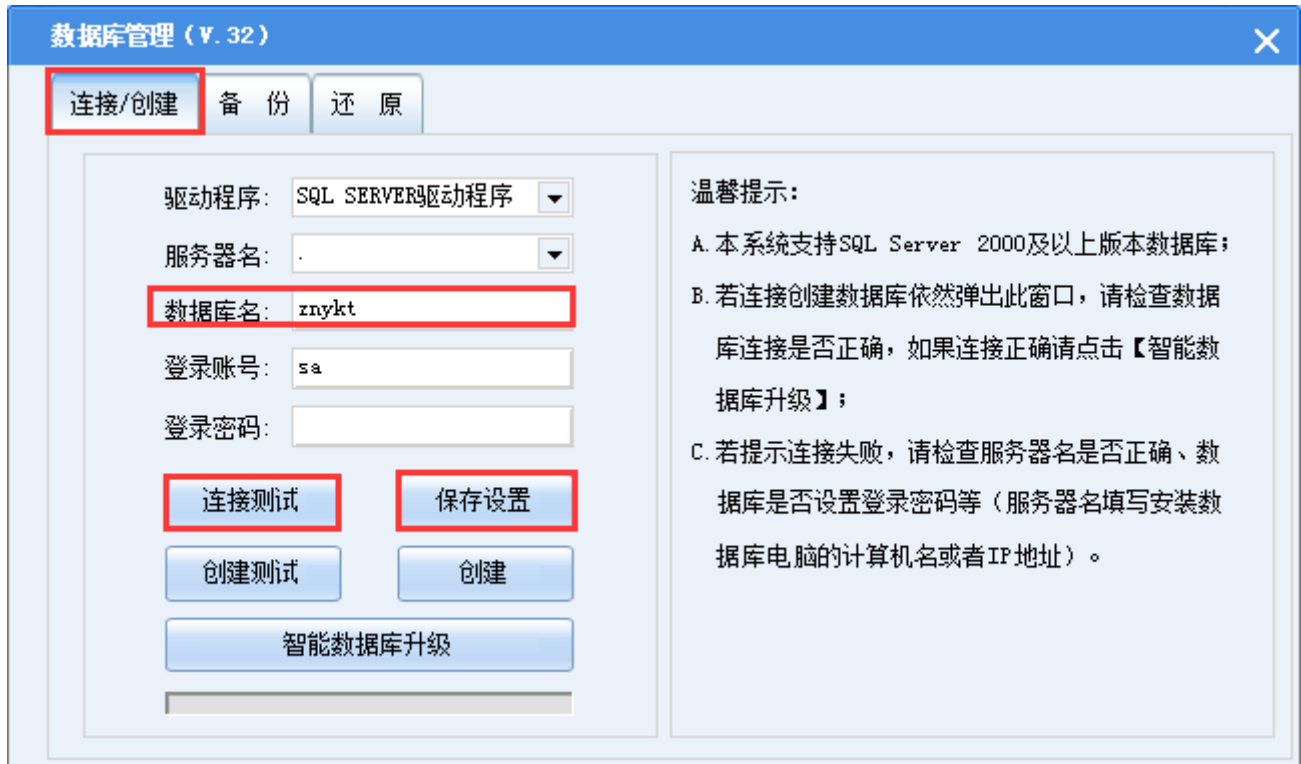 数据库管理（V.32）
连接/创建
备 份
还 原
驱动程序: SQL SERVER驱动程序
服务器名: .
数据库名: znykt
登录账号: sa
登录密码:
连接测试
保存设置
创建测试
创建
智能数据库升级
温馨提示:
A.本系统支持SQL Server 2000及以上版本数据库;
B.若连接创建数据库依然弹出此窗口，请检查数据
库连接是否正确，如果连接正确请点击【智能数
据库升级】;
C.若提示连接失败，请检查服务器名是否正确、数
据库是否设置登录密码等（服务器名填写安装数
据库电脑的计算机名或者IP地址）。